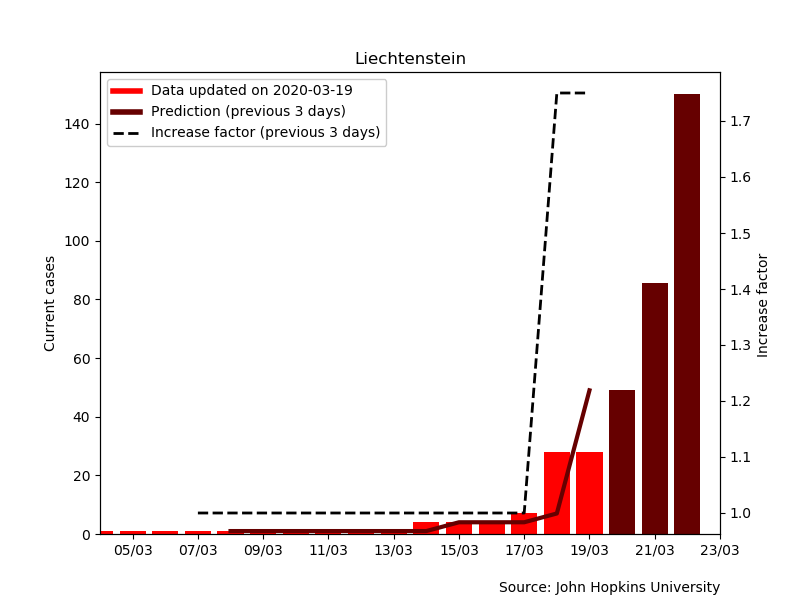 Liechtenstein
Data updated on 2020-03-19
Prediction (previous 3 days)
Increase factor (previous 3 days)
Current cases
0
20
40
60
80
100
120
140
Increase factor
1.0
1.1
1.2
1.3
1.4
1.5
1.6
1.7
05/03 07/03 09/03 11/03 13/03 15/03 17/03 19/03 21/03 23/03
Source: John Hopkins University